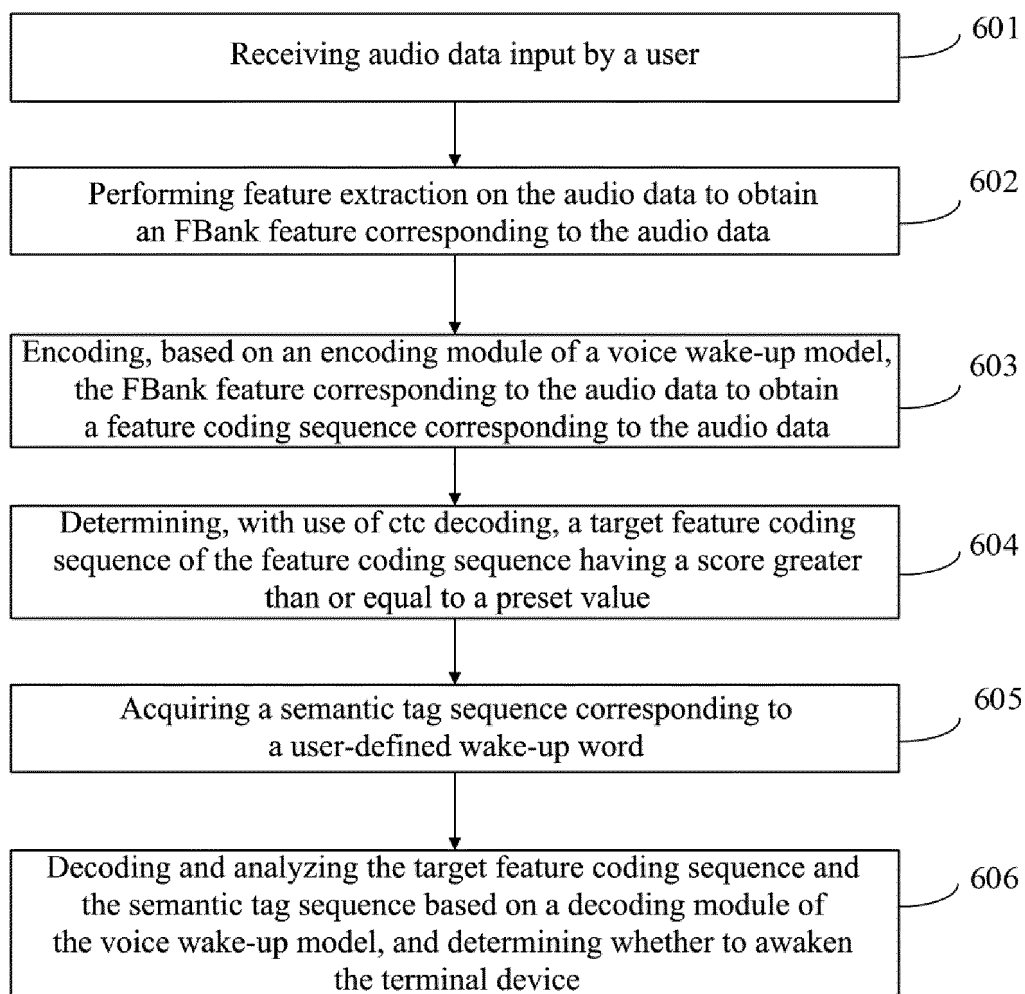 601
Receiving audio data input by a user
602
Performing feature extraction on the audio data to obtain
an FBank feature corresponding to the audio data
603
Encoding, based on an encoding module of a voice wake-up model,
the FBank feature corresponding to the audio data to obtain
a feature coding sequence corresponding to the audio data
604
Determining, with use of ctc decoding, a target feature coding
sequence of the feature coding sequence having a score greater
than or equal to a preset value
605
Acquiring a semantic tag sequence corresponding to
a user-defined wake-up word
606
Decoding and analyzing the target feature coding sequence and
the semantic tag sequence based on a decoding module of
the voice wake-up model, and determining whether to awaken
the terminal device